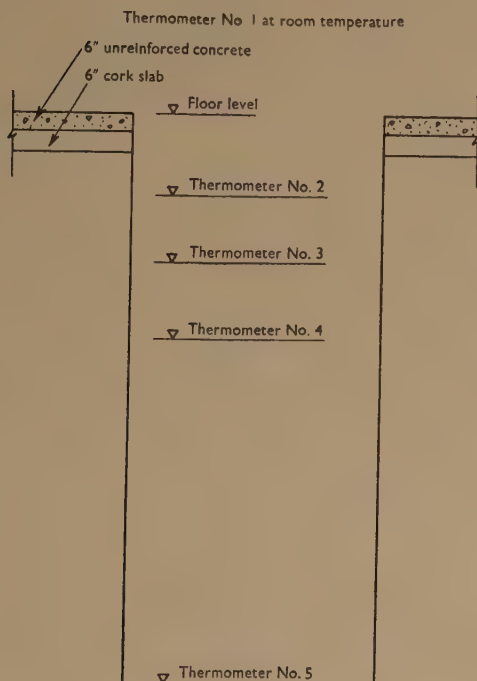 Thermometer No 1 at room temperature
6" unreinforced concrete
6" cork slab
Floor level
Thermometer No. 2
Thermometer No. 3
Thermometer No. 4
Thermometer No. 5